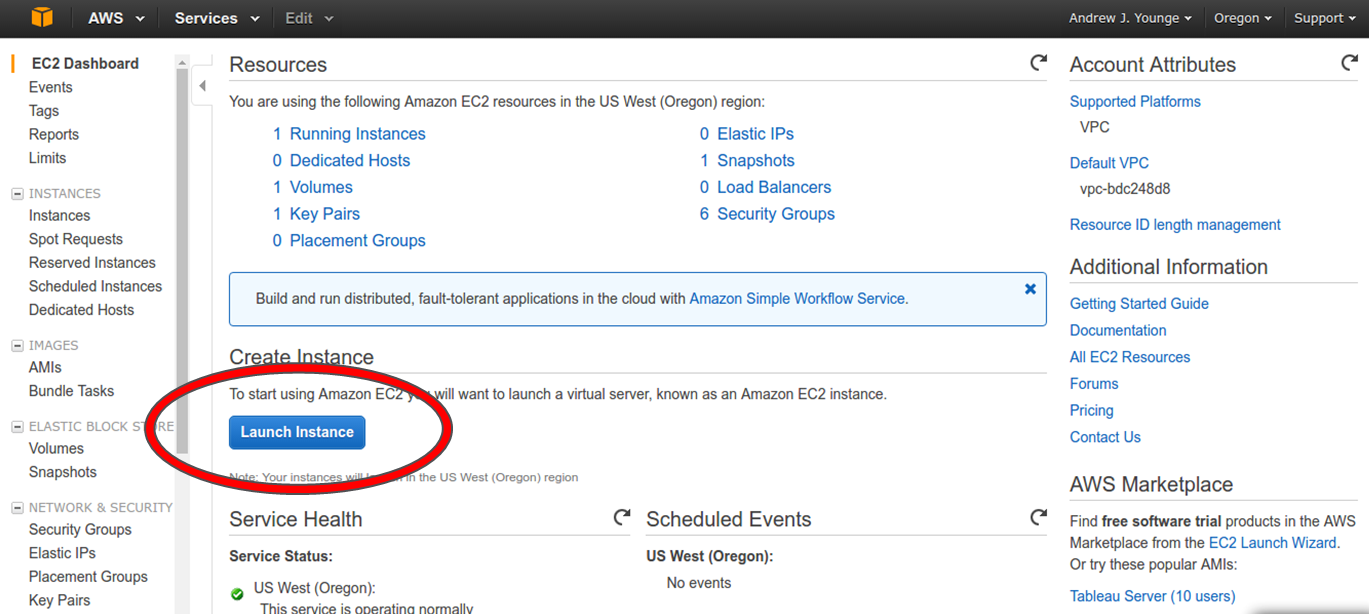 AWS Services Edit Andrew J. Younge Oregon Support
EC2 Dashboard
Events
Tags
Reports
Limits
INSTANCES
Instances
Spot Requests
Reserved Instances
Scheduled Instances
Dedicated Hosts
IMAGES
AMIs
Bundle Tasks
ELASTIC BLOCK STORE
Volumes
Snapshots
NETWORK & SECURITY
Security Groups
Elastic IPs
Placement Groups
Key Pairs
Resources
You are using the following Amazon EC2 resources in the US West (Oregon) region:
1 Running Instances
0 Dedicated Hosts
1 Volumes
1 Key Pairs
0 Placement Groups
0 Elastic IPs
1 Snapshots
0 Load Balancers
6 Security Groups
Build and run distributed, fault-tolerant applications in the cloud with Amazon Simple Workflow Service.
Create Instance
To start using Amazon EC2 you will want to launch a virtual server, known as an Amazon EC2 instance.
Launch Instance
Note: Your instances will launch in the US West (Oregon) region
Service Health
Service Status:
US West (Oregon):
This service is operating normally
Scheduled Events
US West (Oregon):
No events
Account Attributes
Supported Platforms
VPC
Default VPC
vpc-bdc248d8
Resource ID length management
Additional Information
Getting Started Guide
Documentation
All EC2 Resources
Forums
Pricing
Contact Us
AWS Marketplace
Find free software trial products in the AWS
Marketplace from the EC2 Launch Wizard.
Or try these popular AMIs:
Tableau Server (10 users)